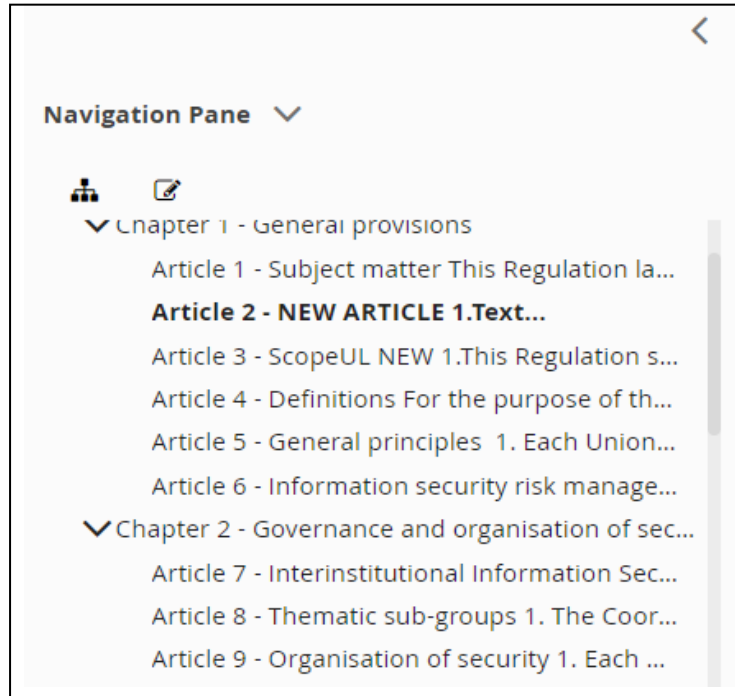 Navigation Pane
Chapter 1 - General provisions
Article 1 - Subject matter This Regulation la...
Article 2 - NEW ARTICLE 1.Text...
Article 3 - ScopeUL NEW 1.This Regulation s...
Article 4 - Definitions For the purpose of th...
Article 5 - General principles  1. Each Union...
Article 6 - Information security risk manage...
Chapter 2 - Governance and organisation of sec...
Article 7 - Interinstitutional Information Sec...
Article 8 - Thematic sub-groups 1. The Coor...
Article 9 - Organisation of security 1. Each ...